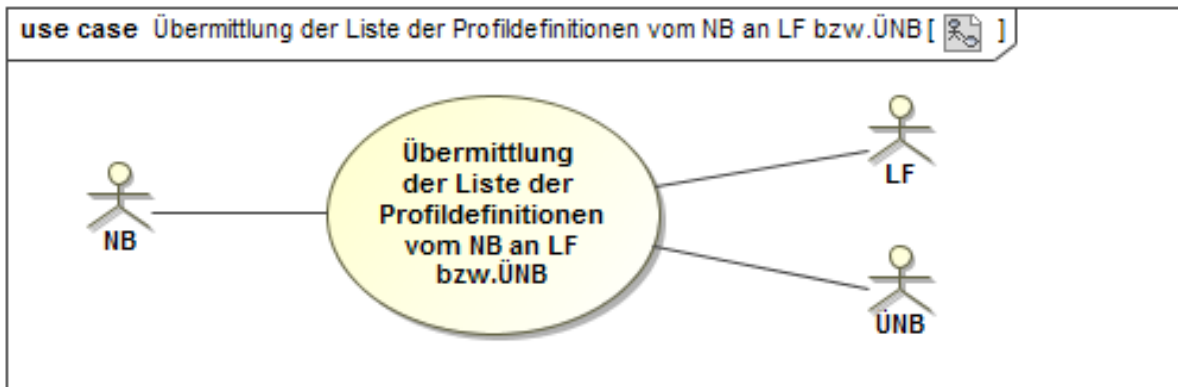 use case Übermittlung der Liste der Profildefinitionen vom NB an LF bzw.ÜNB [ ]
Übermittlung
der Liste der
Profildefinitionen
vom NB an LF
bzw.ÜNB
NB
LF
ÜNB